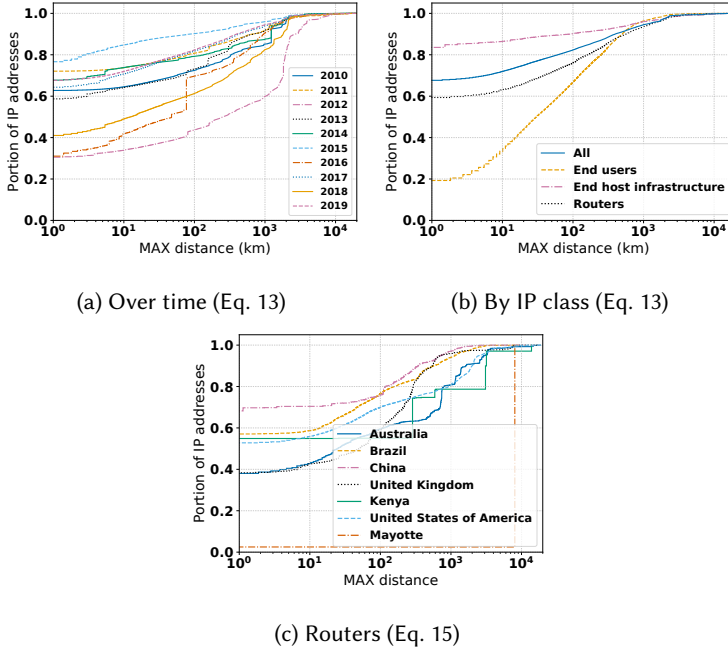 1.0
0.8
0.6
0.4
0.2
0.0
Portion of IP addresses
10⁰ 10¹ 10² 10³ 10⁴
MAX distance (km)
2010
2011
2012
2013
2014
2015
2016
2017
2018
2019
(a) Over time (Eq. 13)
1.0
0.8
0.6
0.4
0.2
0.0
Portion of IP addresses
10⁰ 10¹ 10² 10³ 10⁴
MAX distance (km)
All
End users
End host infrastructure
Routers
(b) By IP class (Eq. 13)
1.0
0.8
0.6
0.4
0.2
0.0
Portion of IP addresses
10⁰ 10¹ 10² 10³ 10⁴
MAX distance
Australia
Brazil
China
United Kingdom
Kenya
United States of America
Mayotte
(c) Routers (Eq. 15)